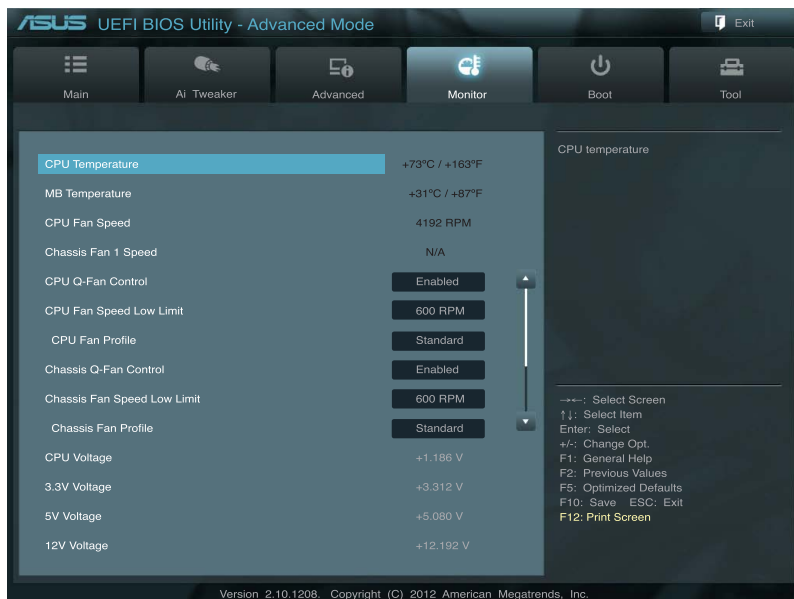 ASUS UEFI BIOS Utility - Advanced Mode
Exit
Main
Ai Tweaker
Advanced
Monitor
Boot
Tool
CPU Temperature +73ºC / +163ºF
MB Temperature +31ºC / +87ºF
CPU Fan Speed 4192 RPM
Chassis Fan 1 Speed N/A
CPU Q-Fan Control Enabled
CPU Fan Speed Low Limit 600 RPM
CPU Fan Profile Standard
Chassis Q-Fan Control Enabled
Chassis Fan Speed Low Limit 600 RPM
Chassis Fan Profile Standard
CPU Voltage +1.186 V
3.3V Voltage +3.312 V
5V Voltage +5.080 V
12V Voltage +12.192 V
CPU temperature
→←: Select Screen
↑↓: Select Item
Enter: Select
+/-: Change Opt.
F1: General Help
F2: Previous Values
F5: Optimized Defaults
F10: Save ESC: Exit
F12: Print Screen
Version 2.10.1208. Copyright (C) 2012 American Megatrends, Inc.